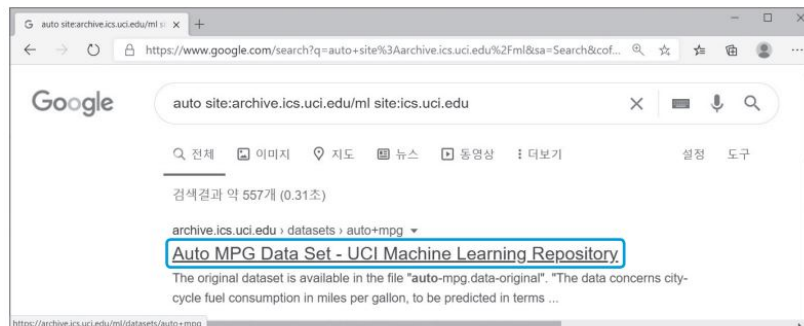 G auto site:archive.ics.uci.edu/ml si × +
https://www.google.com/search?q=auto+site%3Aarchive.ics.uci.edu%2Fml&sa=Search&cof...
Google
auto site:archive.ics.uci.edu/ml site:ics.uci.edu
전체 이미지 지도 뉴스 동영상 더보기 설정 도구
검색결과 약 557개 (0.31초)
archive.ics.uci.edu › datasets › auto+mpg
Auto MPG Data Set - UCI Machine Learning Repository
The original dataset is available in the file "auto-mpg.data-original". "The data concerns city-
cycle fuel consumption in miles per gallon, to be predicted in terms ...
https://archive.ics.uci.edu/ml/datasets/auto+mpg